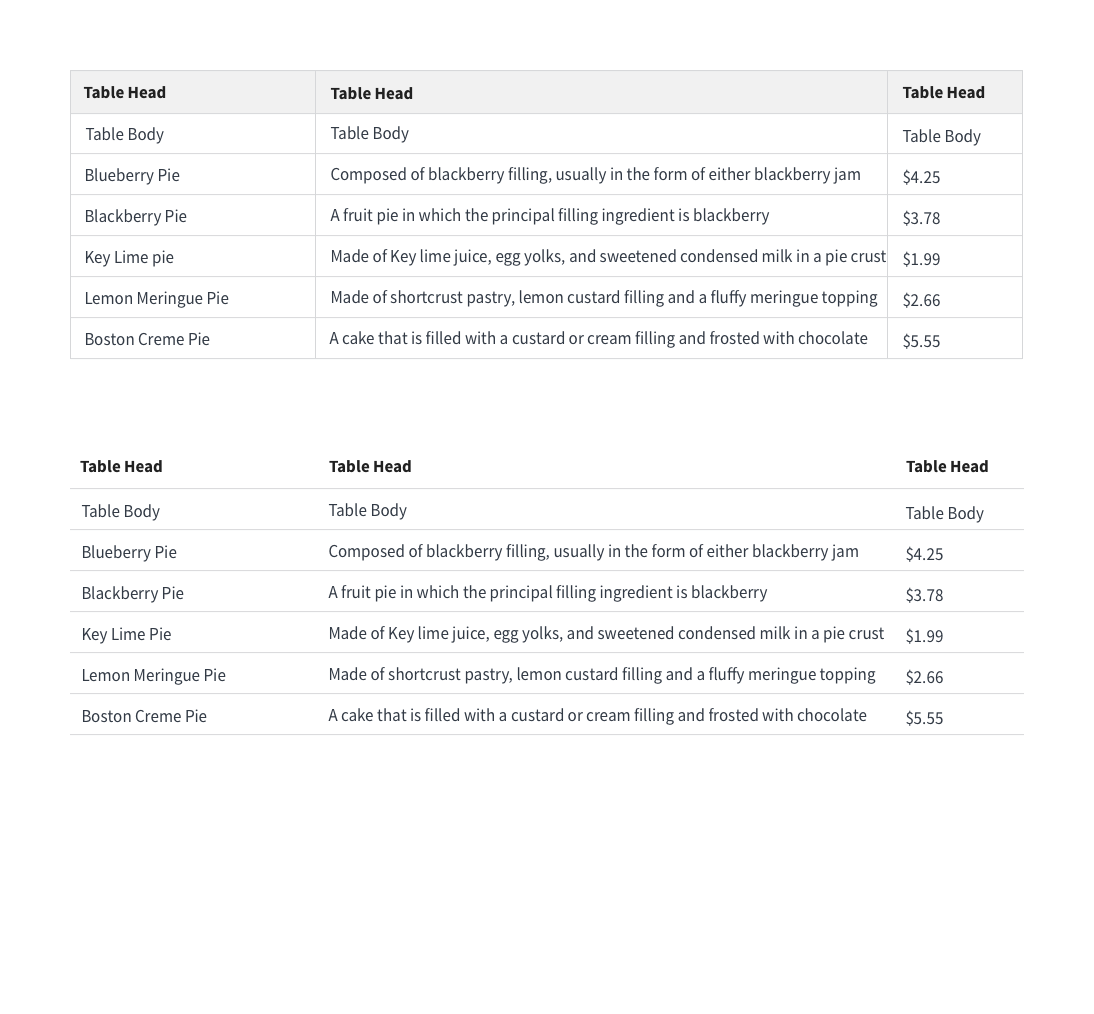 Table Head Table Head Table Head
Table Body Table Body Table Body
Blueberry Pie Composed of blackberry filling, usually in the form of either blackberry jam $4.25
Blackberry Pie A fruit pie in which the principal filling ingredient is blackberry $3.78
Key Lime pie Made of Key lime juice, egg yolks, and sweetened condensed milk in a pie crust $1.99
Lemon Meringue Pie Made of shortcrust pastry, lemon custard filling and a fluffy meringue topping $2.66
Boston Creme Pie A cake that is filled with a custard or cream filling and frosted with chocolate $5.55
Table Head Table Head Table Head
Table Body Table Body Table Body
Blueberry Pie Composed of blackberry filling, usually in the form of either blackberry jam $4.25
Blackberry Pie A fruit pie in which the principal filling ingredient is blackberry $3.78
Key Lime Pie Made of Key lime juice, egg yolks, and sweetened condensed milk in a pie crust $1.99
Lemon Meringue Pie Made of shortcrust pastry, lemon custard filling and a fluffy meringue topping $2.66
Boston Creme Pie A cake that is filled with a custard or cream filling and frosted with chocolate $5.55